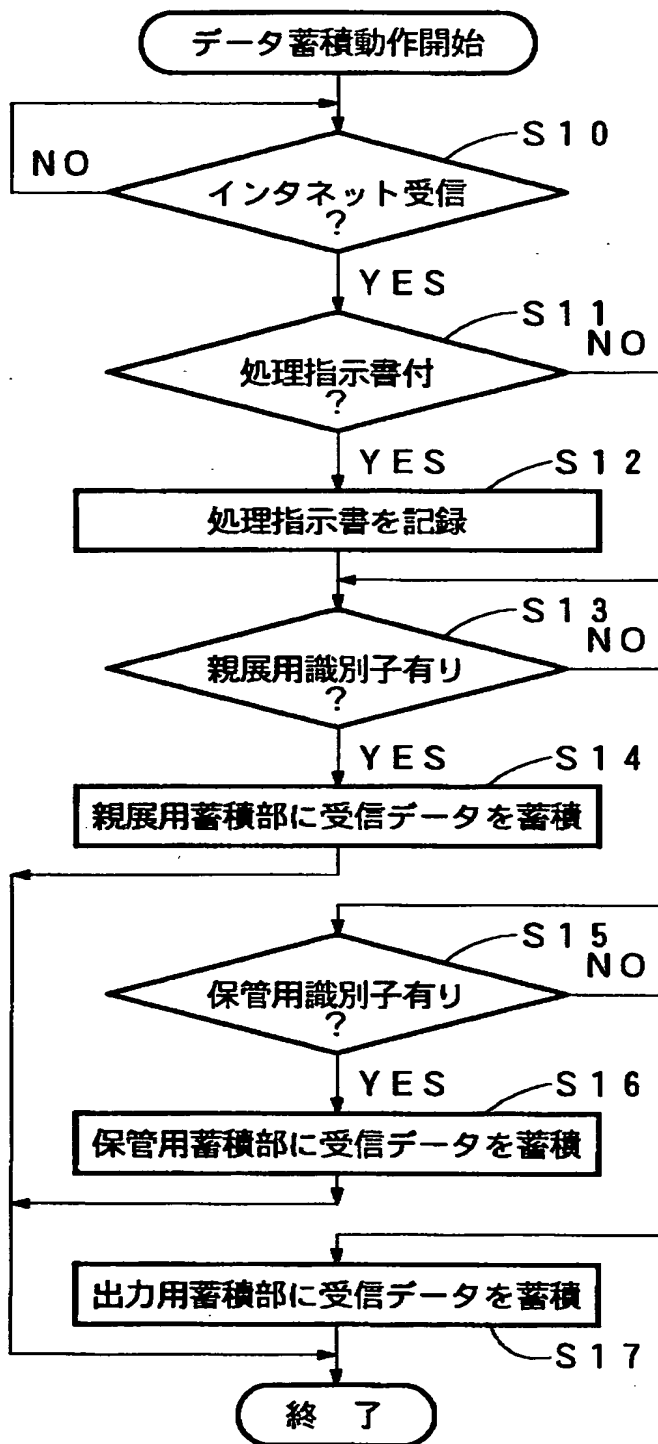 データ蓄積動作開始
S10
NO
インタネット受信
?
YES
S11
NO
処理指示書付
?
YES
S12
処理指示書を記録
S13
NO
親展用識別子有り
?
YES
S14
親展用蓄積部に受信データを蓄積
S15
NO
保管用識別子有り
?
YES
S16
保管用蓄積部に受信データを蓄積
出力用蓄積部に受信データを蓄積
S17
終 了